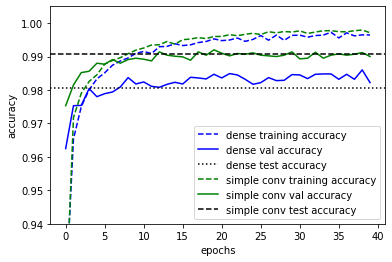 1.00
0.99
0.98
0.97
0.96
0.95
0.94
accuracy
dense training accuracy
dense val accuracy
dense test accuracy
simple conv training accuracy
simple conv val accuracy
simple conv test accuracy
0 5 10 15 20 25 30 35 40
epochs